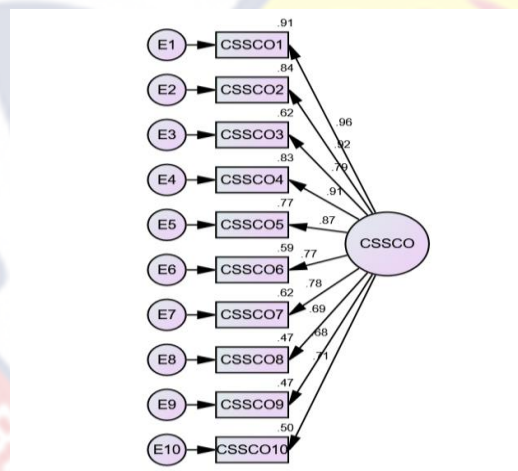 .91
E1 CSSCO1
.84
E2 CSSCO2
.96
.62
E3 CSSCO3
.92
.83
.79
E4 CSSCO4
.91
.77
E5 CSSCO5
.87
CSSCO
.59
.77
E6 CSSCO6
.62
.78
E7 CSSCO7
.69
.47
.68
E8 CSSCO8
.71
.47
E9 CSSCO9
.50
E10 CSSCO10